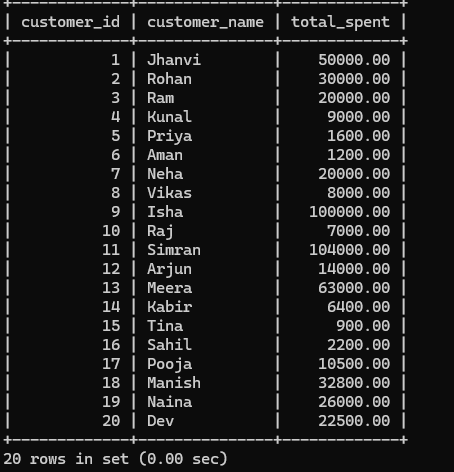 +-------------+---------------+-------------+
| customer_id | customer_name | total_spent |
+-------------+---------------+-------------+
|           1 | Jhanvi        |    50000.00 |
|           2 | Rohan         |    30000.00 |
|           3 | Ram           |    20000.00 |
|           4 | Kunal         |     9000.00 |
|           5 | Priya         |     1600.00 |
|           6 | Aman          |     1200.00 |
|           7 | Neha          |    20000.00 |
|           8 | Vikas         |     8000.00 |
|           9 | Isha          |   100000.00 |
|          10 | Raj           |     7000.00 |
|          11 | Simran        |   104000.00 |
|          12 | Arjun         |    14000.00 |
|          13 | Meera         |    63000.00 |
|          14 | Kabir         |     6400.00 |
|          15 | Tina          |      900.00 |
|          16 | Sahil         |     2200.00 |
|          17 | Pooja         |    10500.00 |
|          18 | Manish        |    32800.00 |
|          19 | Naina         |    26000.00 |
|          20 | Dev           |    22500.00 |
+-------------+---------------+-------------+
20 rows in set (0.00 sec)